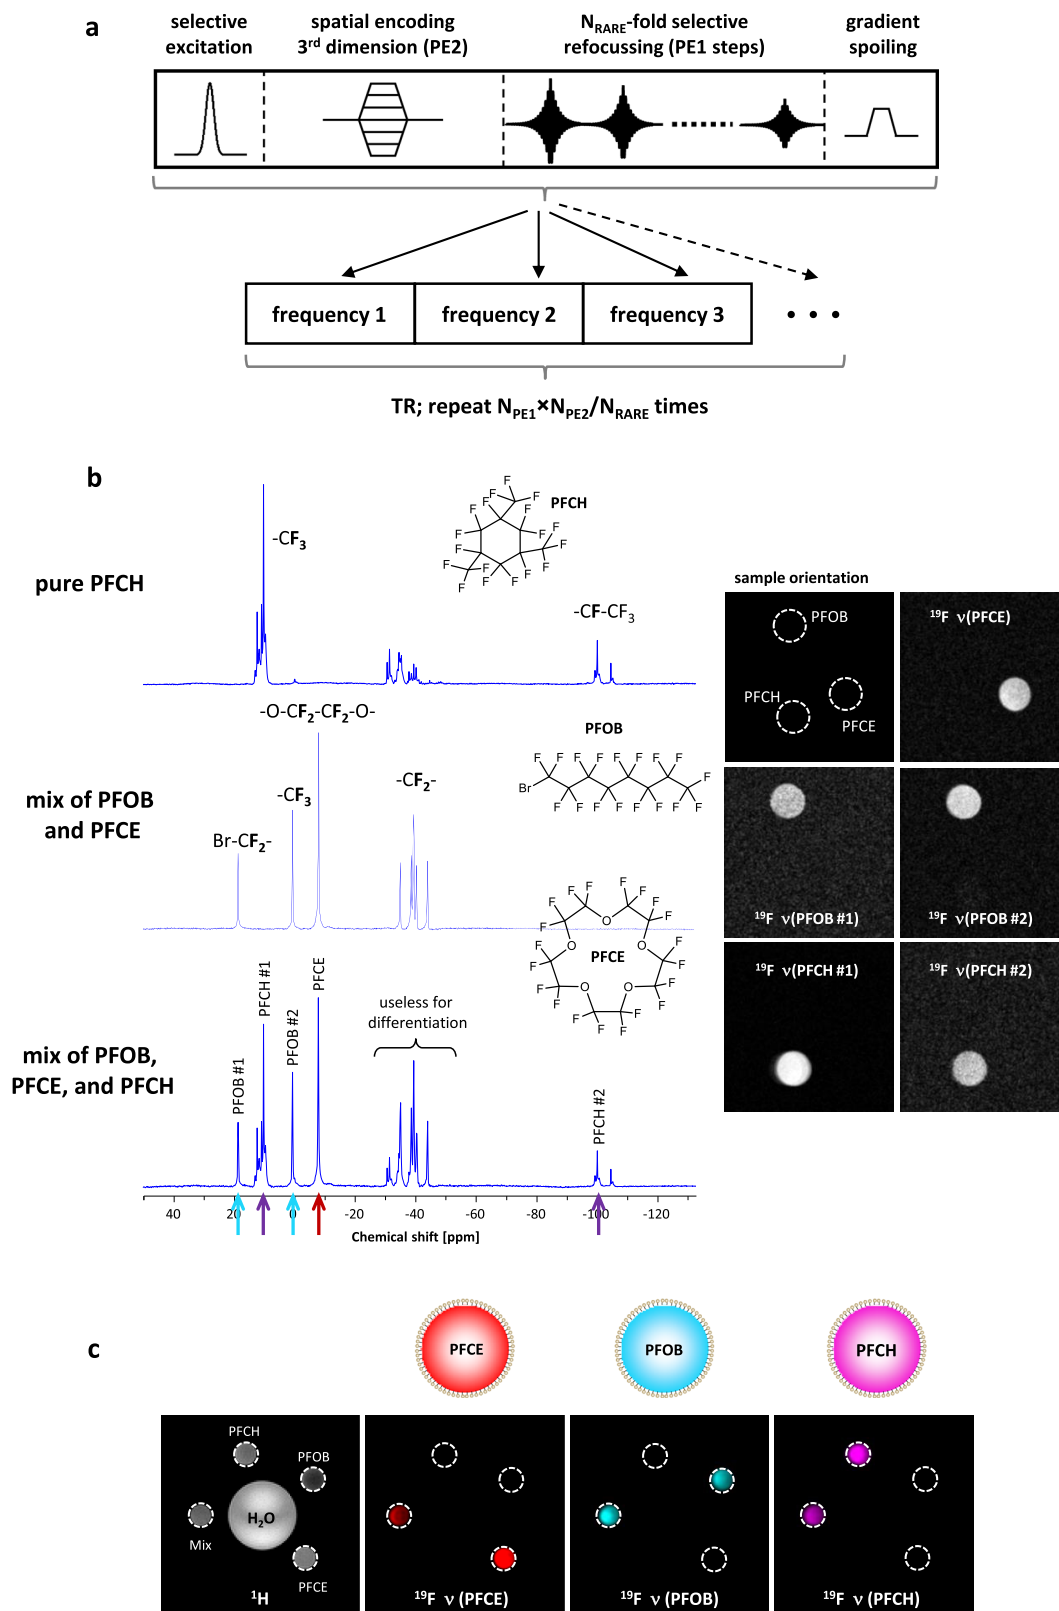 a
selective
excitation
spatial encoding
3rd dimension (PE2)
NRARE-fold selective
refocussing (PE1 steps)
gradient
spoiling
frequency 1
frequency 2
frequency 3
• • •
TR; repeat NPE1×NPE2/NRARE times
b
pure PFCH
-CF3
PFCH
F F F F F F F F F F F F F F F F F F
-CF-CF3
mix of PFOB
and PFCE
Br-CF2-
-CF3
-O-CF2-CF2-O-
-CF2-
PFOB
Br F F F F F F F F F F F F F F F F F
PFCE
F F F F F F F F F F F F F F F F F F F F
O O O O O
mix of PFOB,
PFCE, and PFCH
PFOB #1
PFCH #1
PFOB #2
PFCE
useless for
differentiation
PFCH #2
40 20 0 -20 -40 -60 -80 -100 -120
Chemical shift [ppm]
sample orientation
PFOB
PFCH
PFCE
19F ν(PFCE)
19F ν(PFOB #1)
19F ν(PFOB #2)
19F ν(PFCH #1)
19F ν(PFCH #2)
c
PFCE
PFOB
PFCH
PFCH
PFOB
H2O
Mix
PFCE
1H
19F ν (PFCE)
19F ν (PFOB)
19F ν (PFCH)